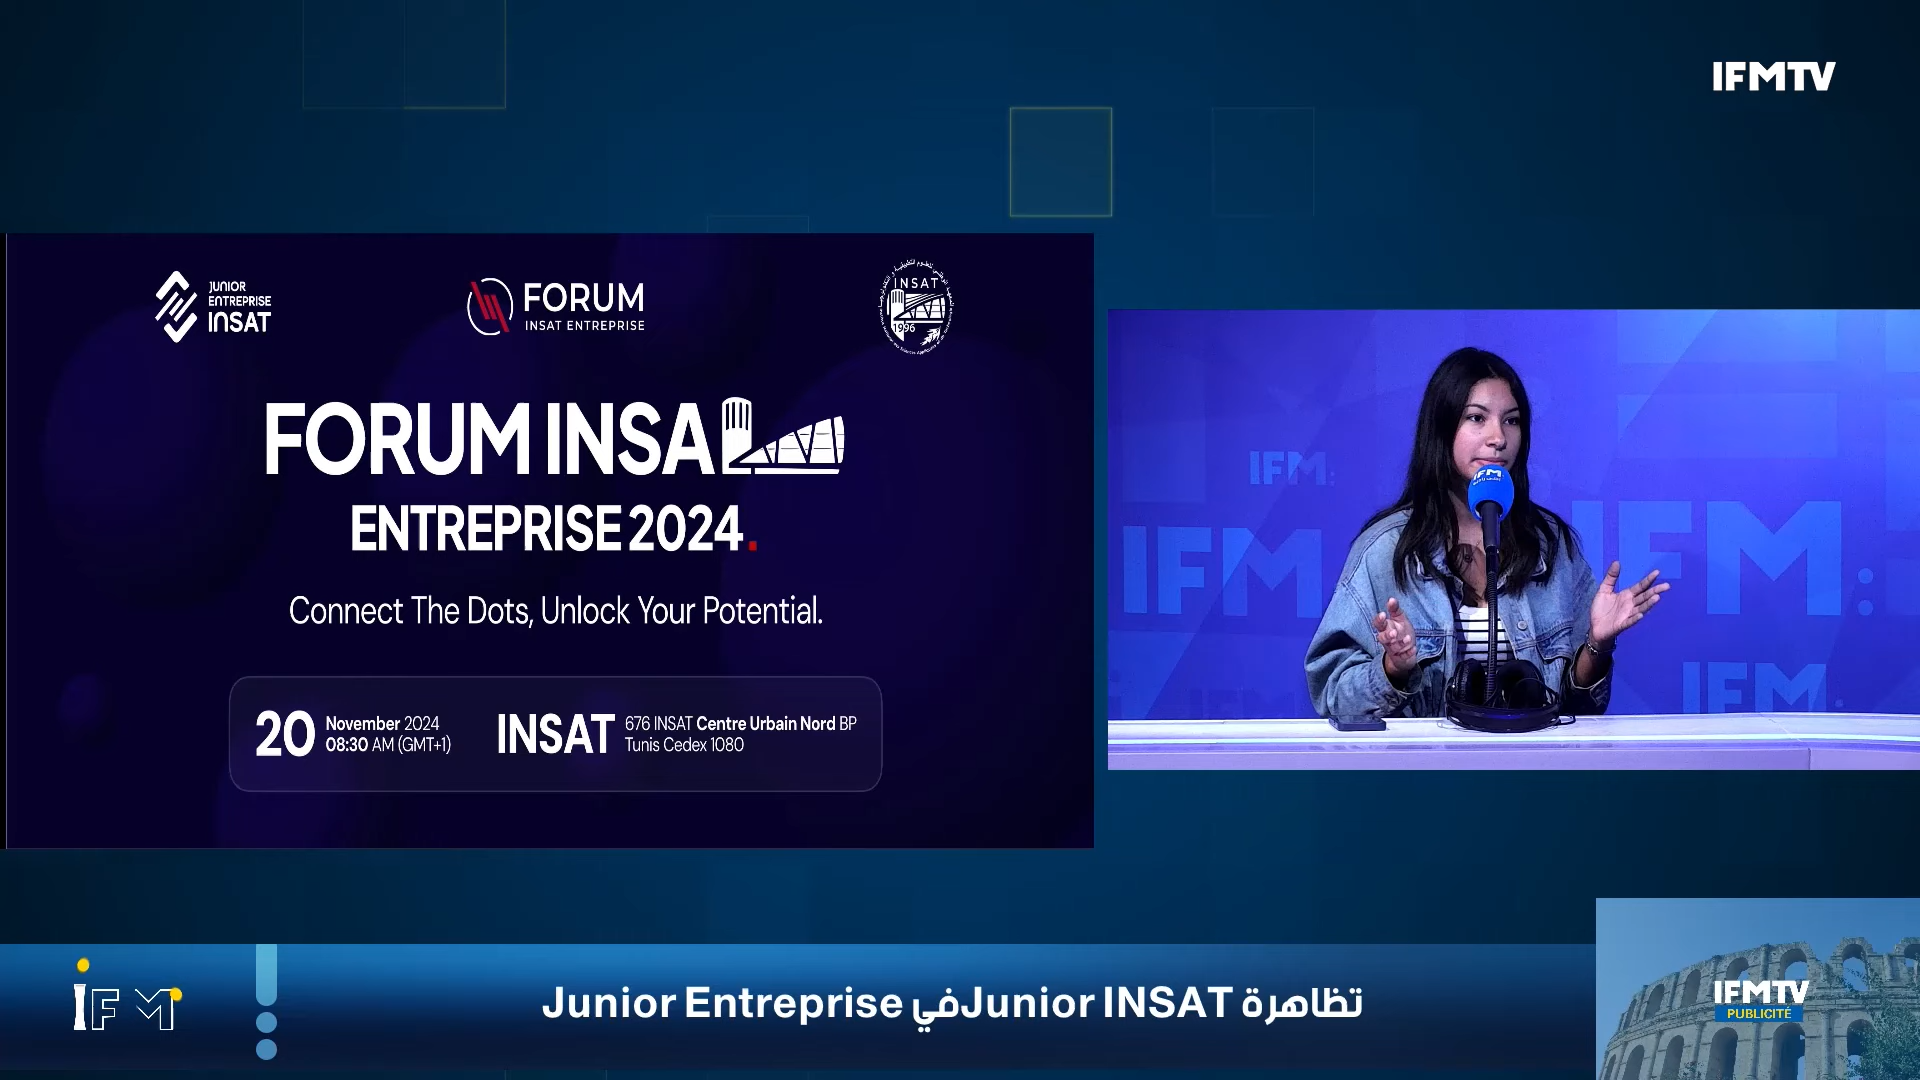 IFMTV
JUNIOR
ENTREPRISE
INSAT
FORUM
INSAT ENTREPRISE
INSAT
1996
FORUM INSA
ENTREPRISE 2024.
Connect The Dots, Unlock Your Potential.
20 November 2024
08:30 AM (GMT+1)
INSAT 676 INSAT Centre Urbain Nord BP
Tunis Cedex 1080
IFM:
IFM
IFM:
IFM
IFM
IFM
تظاهرة Junior INSATفي Junior Entreprise
IFMTV
PUBLICITÉ